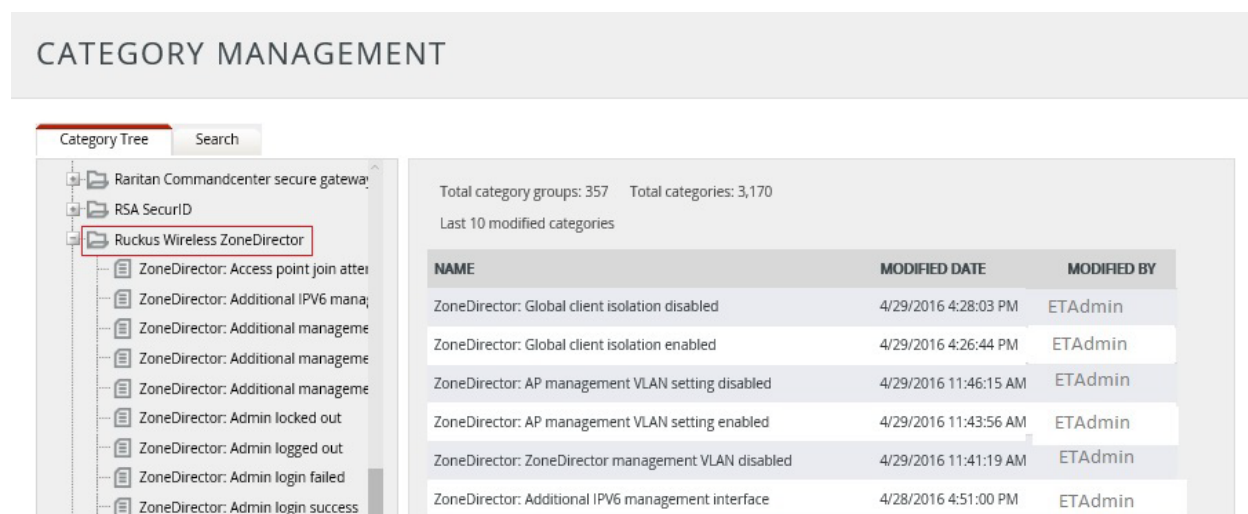 CATEGORY MANAGEMENT
Category Tree Search
Raritan Commandcenter secure gateway
RSA SecurID
Ruckus Wireless ZoneDirector
ZoneDirector: Access point join atter
ZoneDirector: Additional IPV6 manag
ZoneDirector: Additional manageme
ZoneDirector: Additional manageme
ZoneDirector: Additional manageme
ZoneDirector: Admin locked out
ZoneDirector: Admin logged out
ZoneDirector: Admin login failed
ZoneDirector: Admin login success
Total category groups: 357 Total categories: 3,170
Last 10 modified categories
NAME MODIFIED DATE MODIFIED BY
ZoneDirector: Global client isolation disabled 4/29/2016 4:28:03 PM ETAdmin
ZoneDirector: Global client isolation enabled 4/29/2016 4:26:44 PM ETAdmin
ZoneDirector: AP management VLAN setting disabled 4/29/2016 11:46:15 AM ETAdmin
ZoneDirector: AP management VLAN setting enabled 4/29/2016 11:43:56 AM ETAdmin
ZoneDirector: ZoneDirector management VLAN disabled 4/29/2016 11:41:19 AM ETAdmin
ZoneDirector: Additional IPV6 management interface 4/28/2016 4:51:00 PM ETAdmin